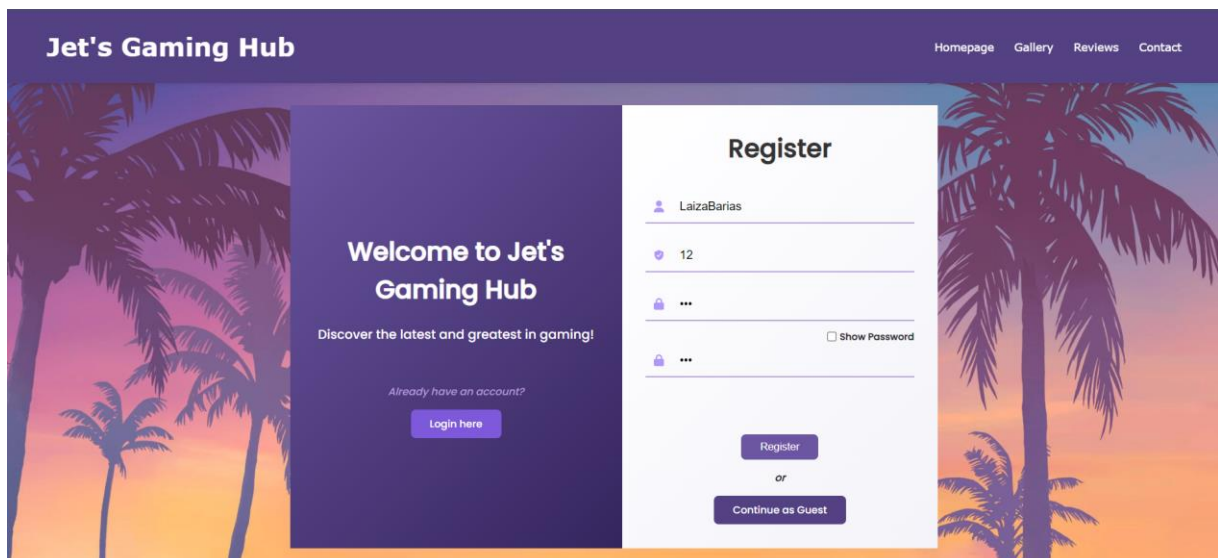 Jet's Gaming Hub
Homepage Gallery Reviews Contact
Welcome to Jet's
Gaming Hub
Discover the latest and greatest in gaming!
Already have an account?
Login here
Register
LaizaBarias
12
•••
Show Password
•••
Register
or
Continue as Guest